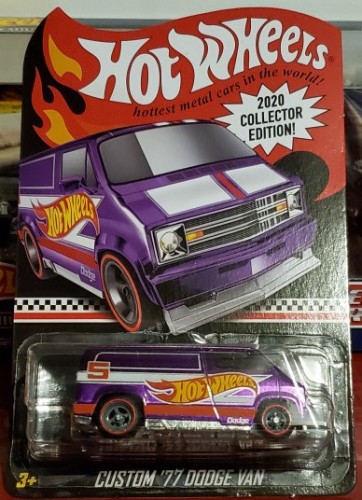 HOT WHEELS®
hottest metal cars in the world!
2020
COLLECTOR
EDITION!
HOT WHEELS
Dodge
5
HOT WHEELS
Dodge
3+
CUSTOM '77 DODGE VAN